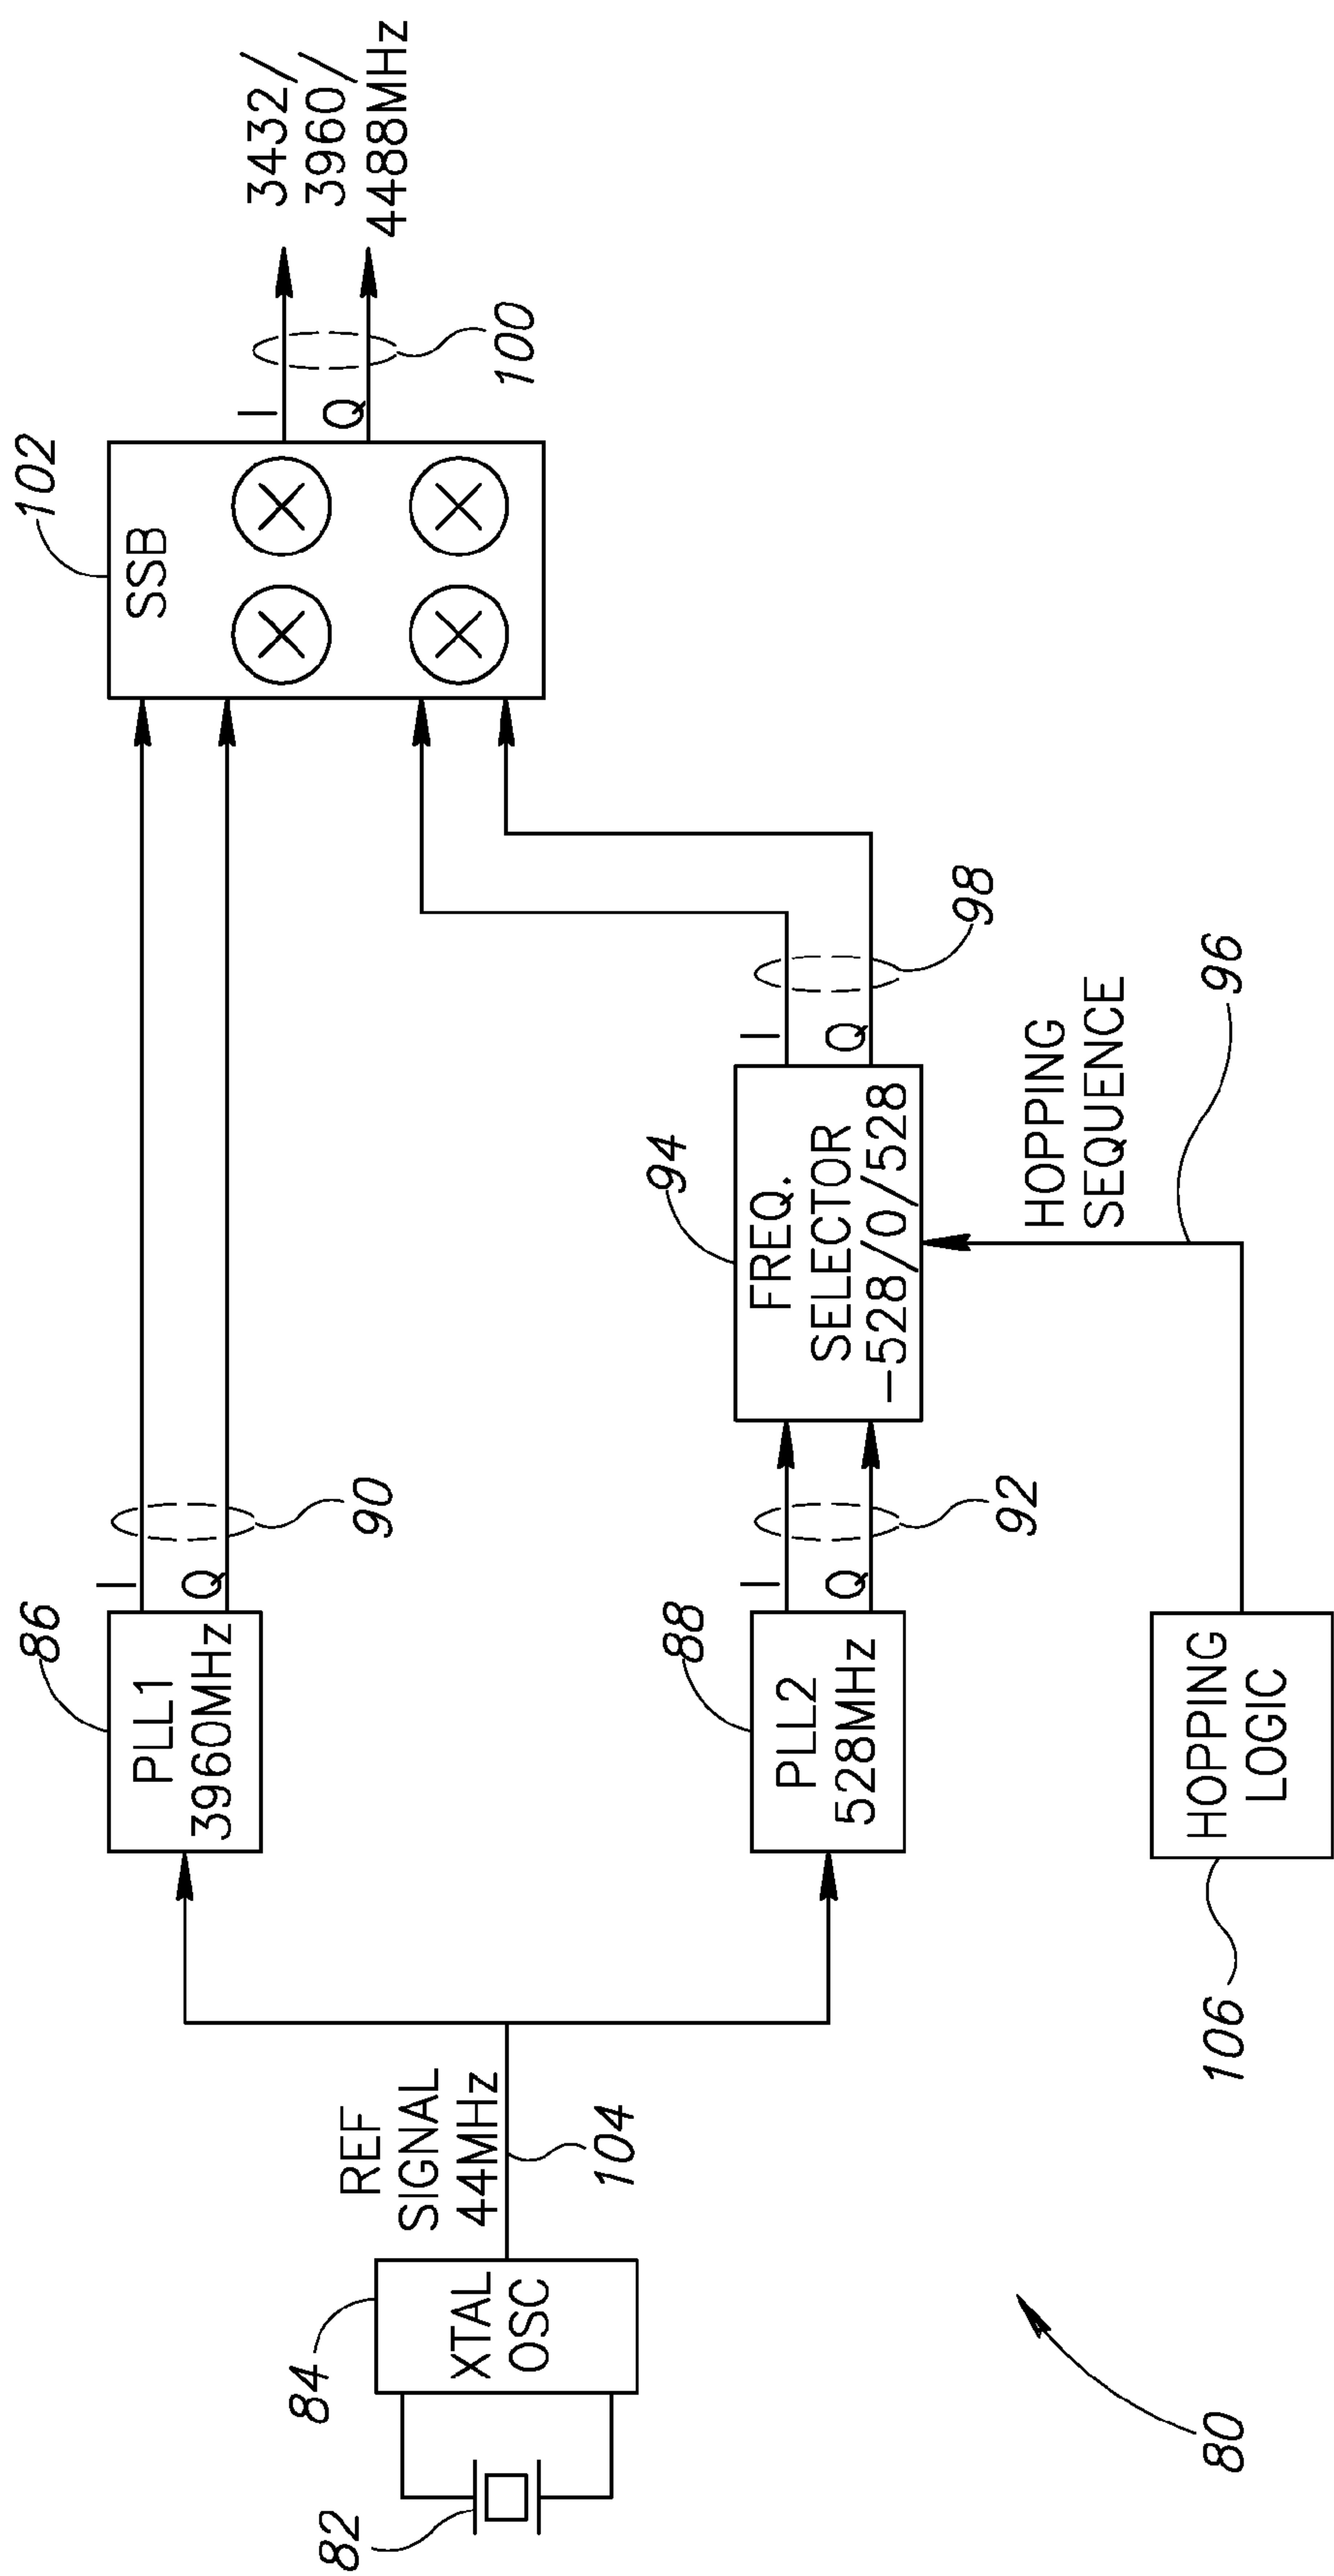 82
84
XTAL
OSC
REF
SIGNAL
44MHz
104
86
PLL1
3960MHz
I
Q
90
88
PLL2
528MHz
I
Q
92
94
FREQ.
SELECTOR
-528/0/528
I
Q
98
HOPPING
SEQUENCE
96
106
HOPPING
LOGIC
102
SSB
I
Q
100
3432/
3960/
4488MHz
80